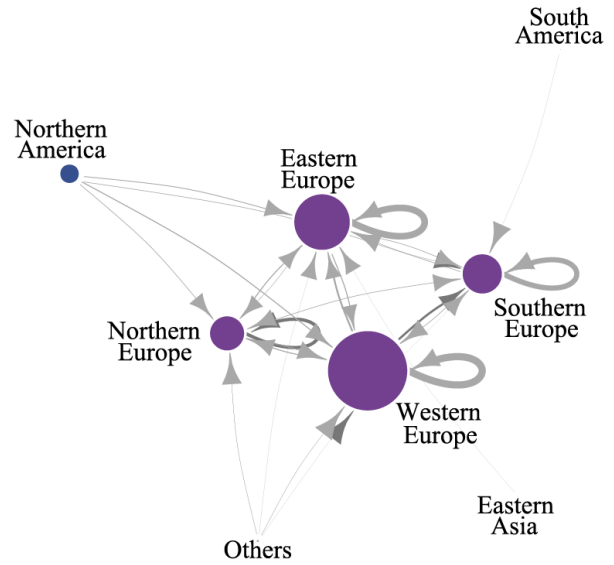 South
America
Northern
America
Eastern
Europe
Southern
Europe
Northern
Europe
Western
Europe
Eastern
Asia
Others